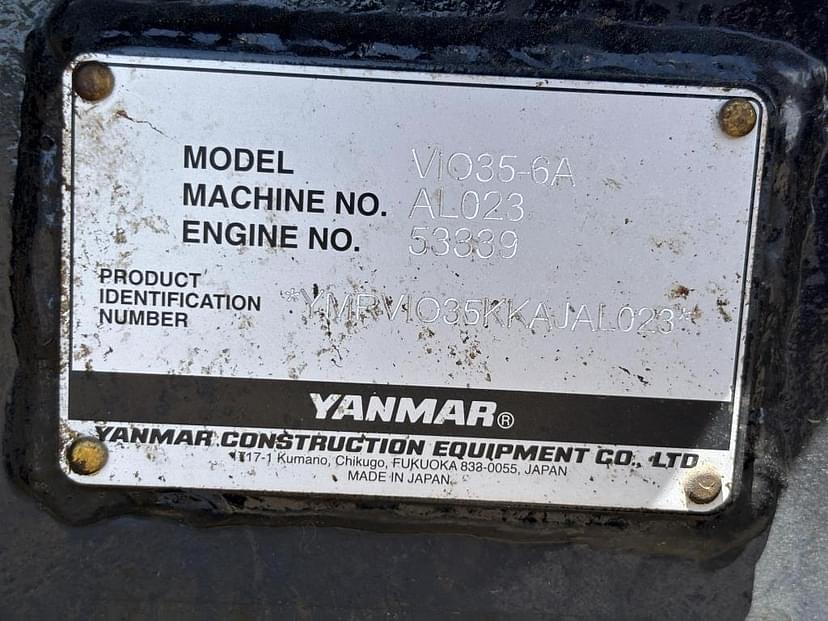 MODEL VIO35-6A
MACHINE NO. AL023
ENGINE NO. 53339
PRODUCT
IDENTIFICATION
NUMBER
*YMRVIO35KKAJAL023*
YANMAR®
YANMAR CONSTRUCTION EQUIPMENT CO., LTD
1717-1 Kumano, Chikugo, FUKUOKA 833-0055, JAPAN
MADE IN JAPAN